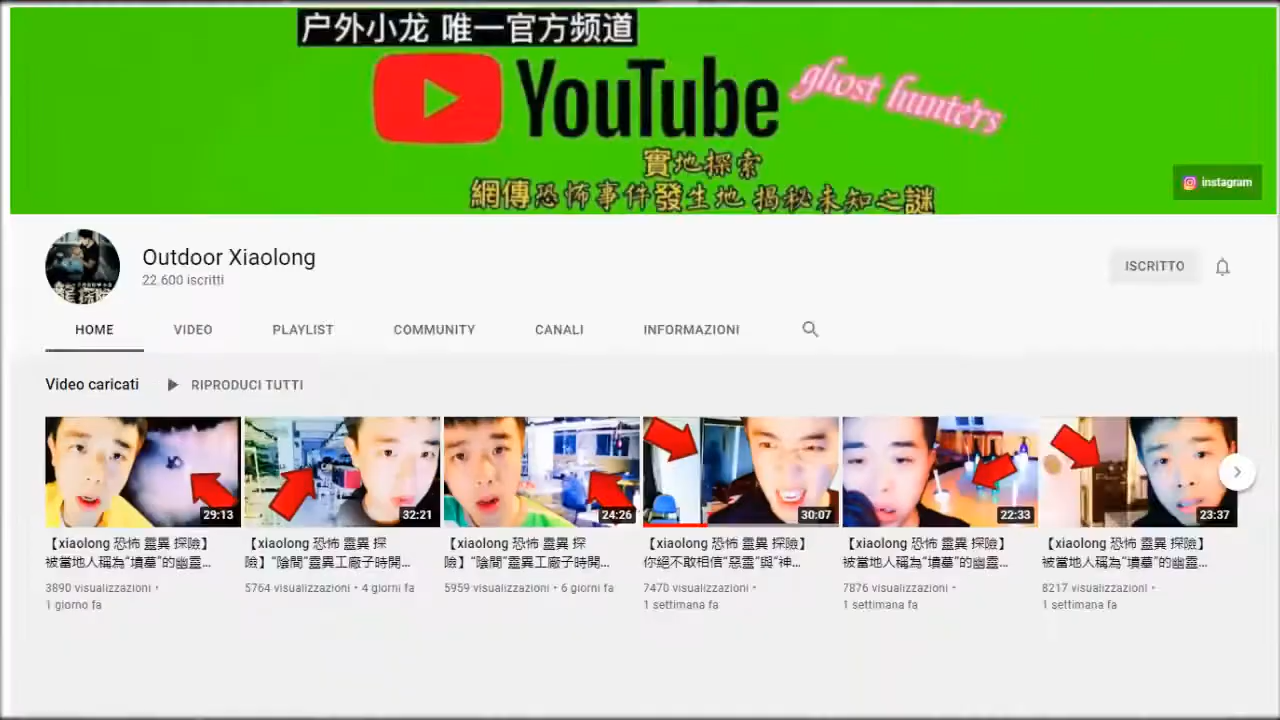 户外小龙 唯一官方频道
YouTube
ghost hunters
實地探索
網傳恐怖事件發生地 揭秘未知之謎
instagram
Outdoor Xiaolong
22.600 iscritti
ISCRITTO
HOME VIDEO PLAYLIST COMMUNITY CANALI INFORMAZIONI
Video caricati RIPRODUCI TUTTI
29:13 32:21 24:26 30:07 22:33 23:37
【xiaolong 恐怖 靈異 探險】
被當地人稱為“墳墓”的幽靈...
3890 visualizzazioni •
1 giorno fa
【xiaolong 恐怖 靈異 探
險】“陰間”靈異工廠子時開...
5764 visualizzazioni • 4 giorni fa
【xiaolong 恐怖 靈異 探
險】“陰間”靈異工廠子時開...
5959 visualizzazioni • 6 giorni fa
【xiaolong 恐怖 靈異 探險】
你絕不敢相信“惡靈”與“神...
7470 visualizzazioni •
1 settimana fa
【xiaolong 恐怖 靈異 探險】
被當地人稱為“墳墓”的幽靈...
7876 visualizzazioni •
1 settimana fa
【xiaolong 恐怖 靈異 探險】
被當地人稱為“墳墓”的幽靈...
8217 visualizzazioni •
1 settimana fa